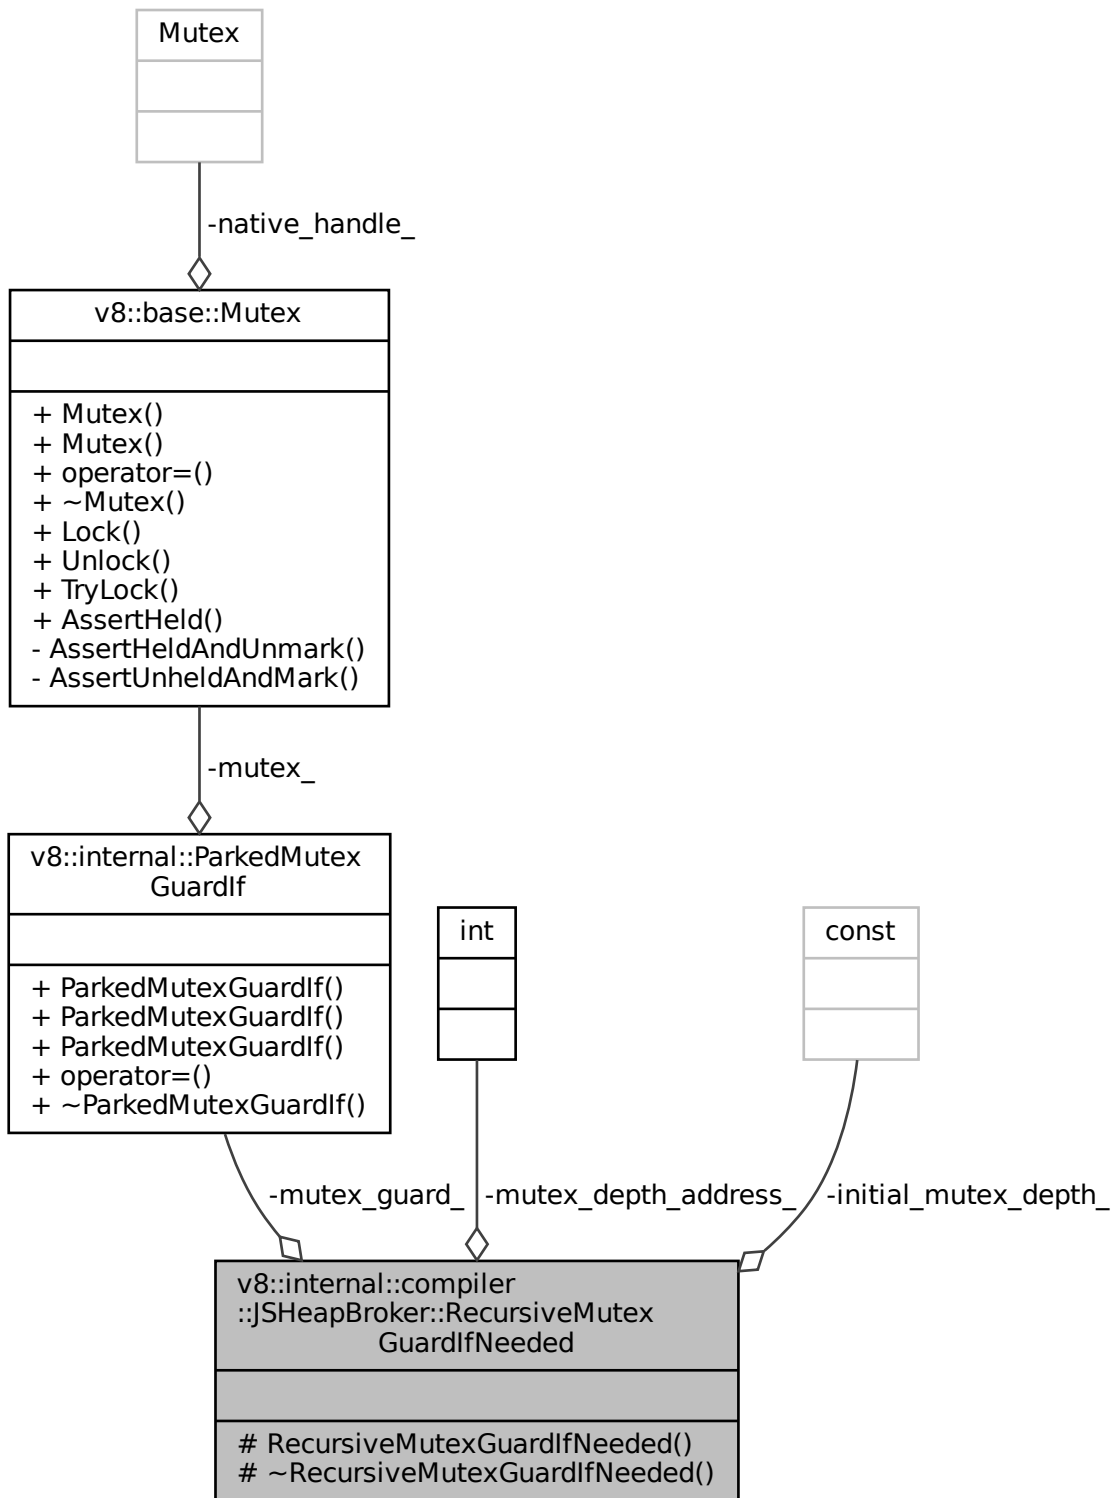 Mutex
-native_handle_
v8::base::Mutex
+ Mutex()
+ Mutex()
+ operator=()
+ ~Mutex()
+ Lock()
+ Unlock()
+ TryLock()
+ AssertHeld()
- AssertHeldAndUnmark()
- AssertUnheldAndMark()
-mutex_
v8::internal::ParkedMutex
GuardIf
+ ParkedMutexGuardIf()
+ ParkedMutexGuardIf()
+ ParkedMutexGuardIf()
+ operator=()
+ ~ParkedMutexGuardIf()
int
const
-mutex_guard_
-mutex_depth_address_
-initial_mutex_depth_
v8::internal::compiler
::JSHeapBroker::RecursiveMutex
GuardIfNeeded
# RecursiveMutexGuardIfNeeded()
# ~RecursiveMutexGuardIfNeeded()